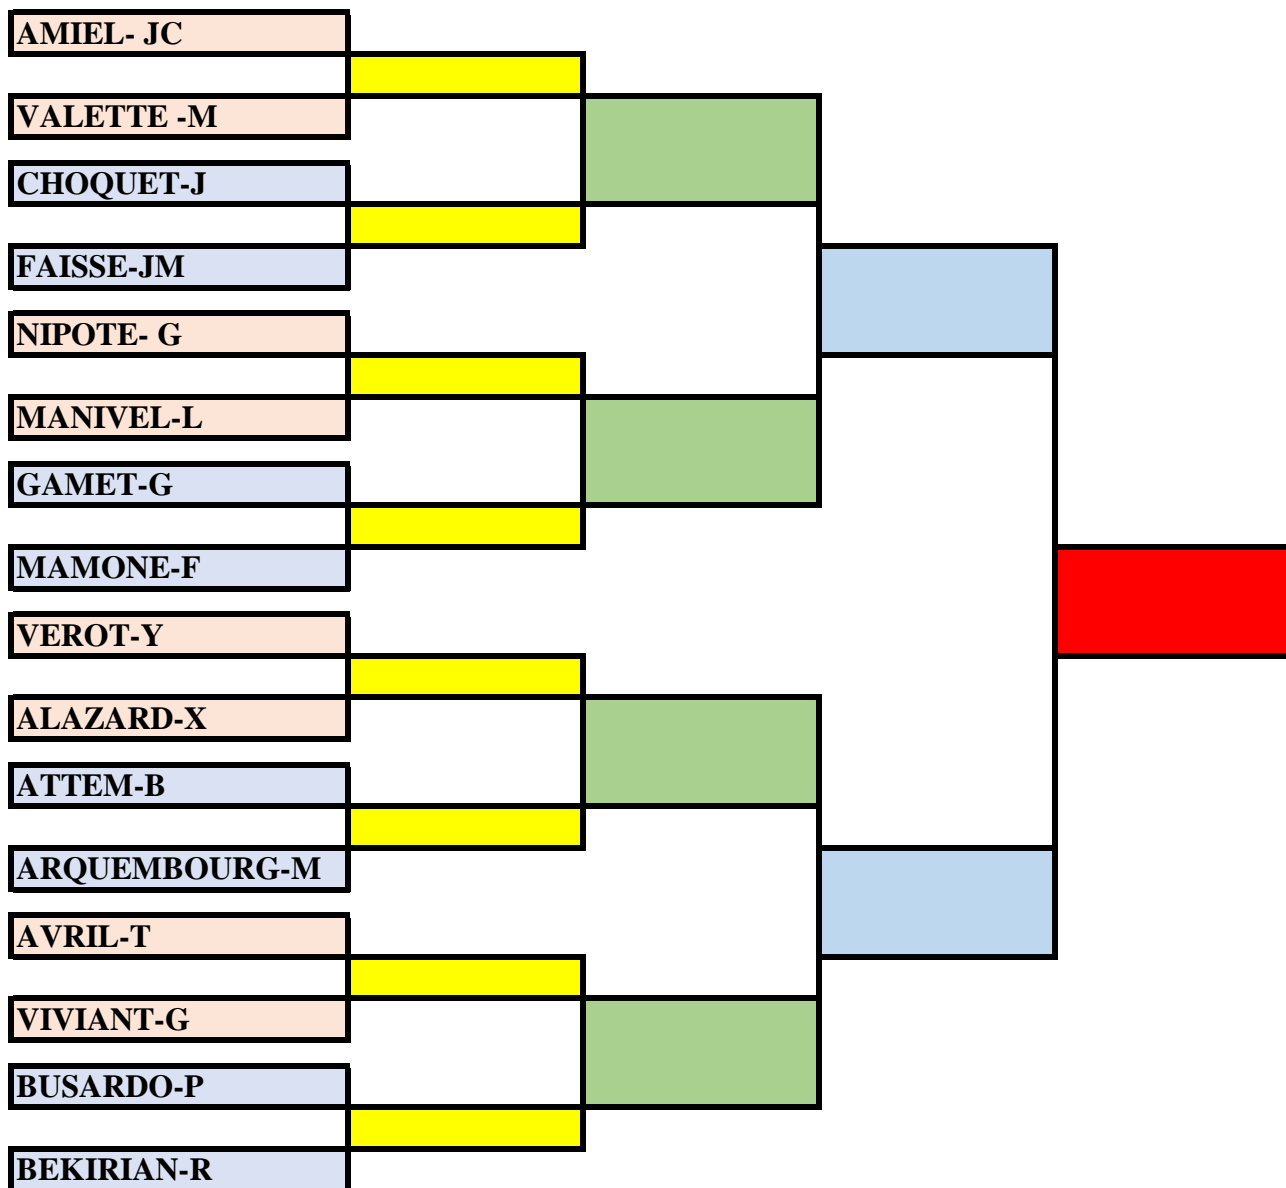 AMIEL- JC
VALETTE -M
CHOQUET-J
FAISSE-JM
NIPOTE- G
MANIVEL-L
GAMET-G
MAMONE-F
VEROT-Y
ALAZARD-X
ATTEM-B
ARQUEMBOURG-M
AVRIL-T
VIVIANT-G
BUSARDO-P
BEKIRIAN-R